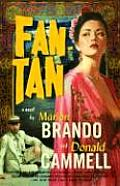 FAN
TAN
a novel
by Marlon
BRANDO
and Donald
CAMMELL